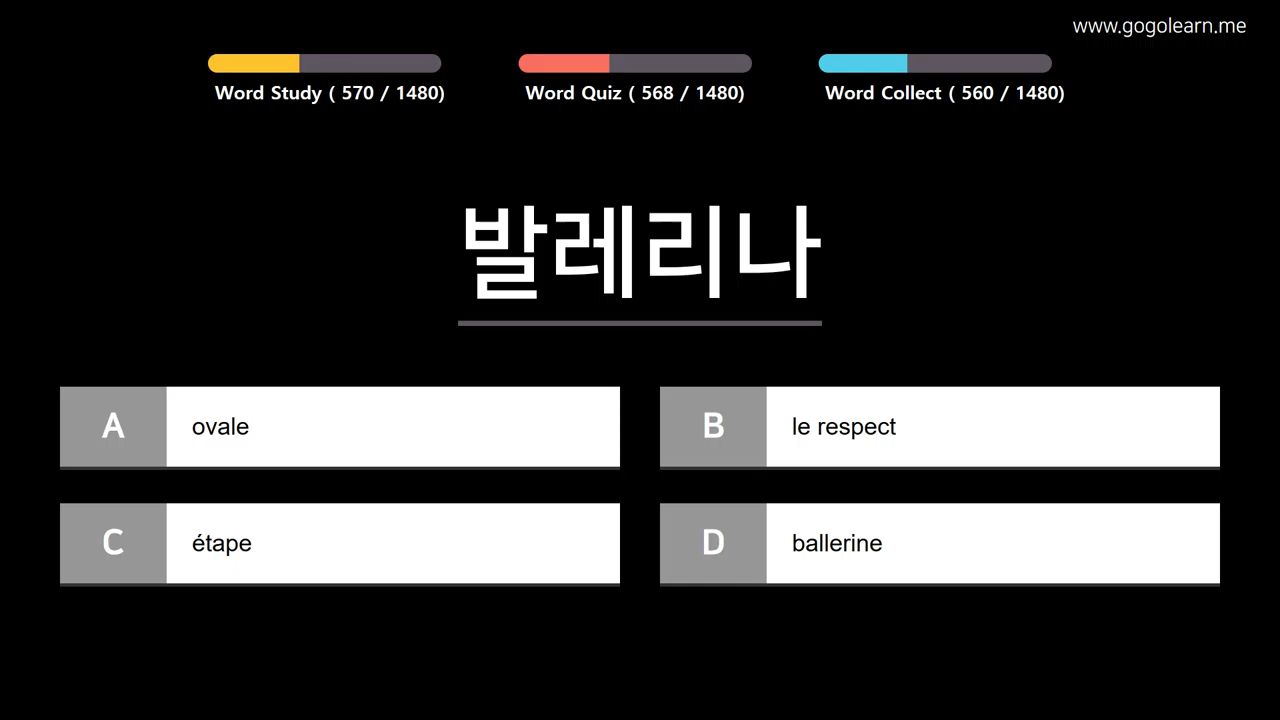 www.gogolearn.me
Word Study ( 570 / 1480)
Word Quiz ( 568 / 1480)
Word Collect ( 560 / 1480)
발레리나
A ovale
B le respect
C étape
D ballerine